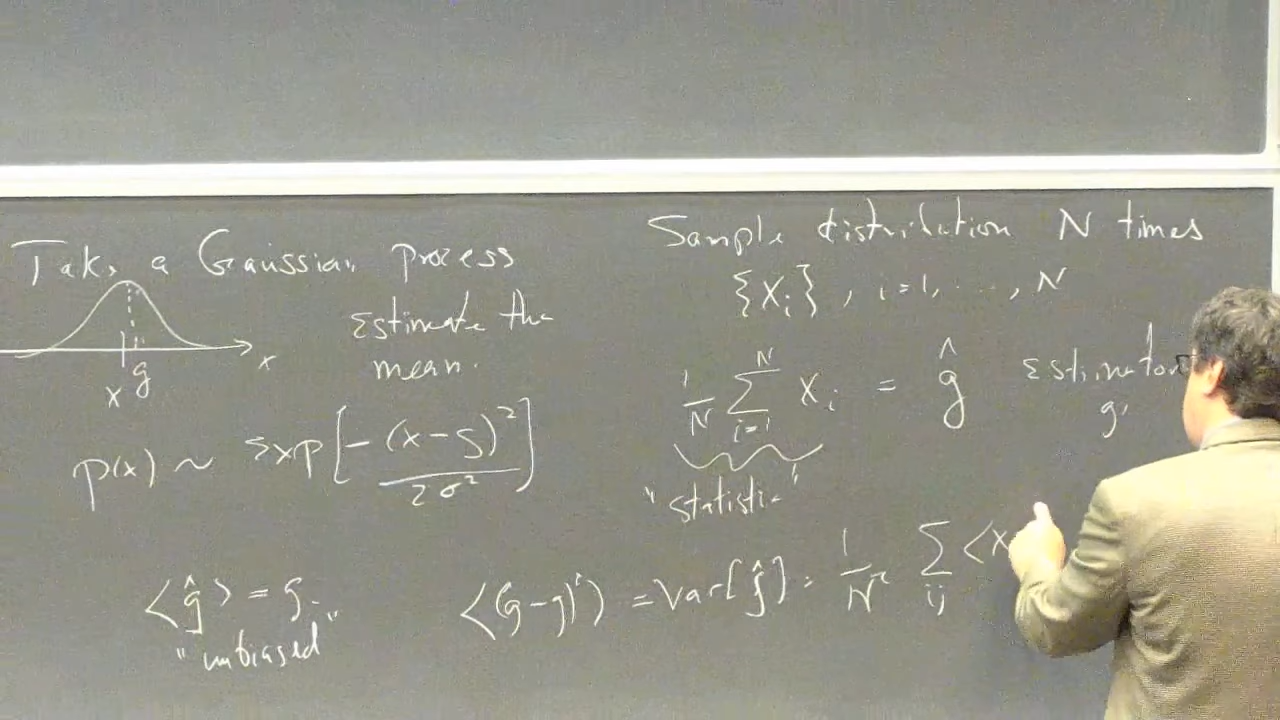 Take a Gaussian process
x
x g
Estimate the
mean.
p(x) ~ Exp[-(x-g)²/2σ²]
<ĝ> = g.
"unbiased"
Sample distribution N times
{x_i}, i=1, ..., N
1/N Σ_{i=1}^{N} x_i = ĝ Estimator
g,
"statistic"
<(ĝ-g)²> = Var[ĝ] = 1/N² Σ_{ij} <x